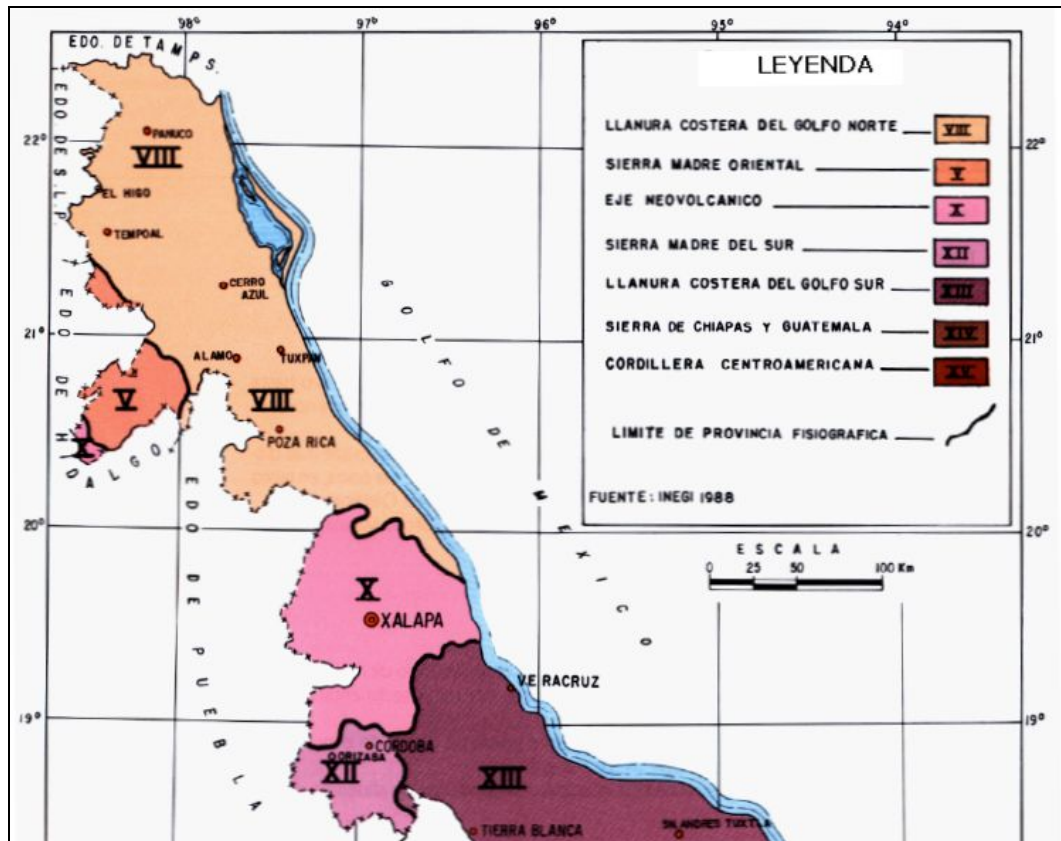 98° 97° 96° 95° 94°
EDO. DE TAMPS.
EDO DE S.L.P. Y EDO DE HIDALGO
22°
PANUCO
VIII
EL HIGO
TEMPOAL
CERRO
AZUL
21°
ALAMO
TUXPAN
V
VIII
POZA RICA
X
20°
EDO DE PUEBLA
GOLFO DE MEXICO
X
XALAPA
19°
VERACRUZ
CORDOBA
ORIZABA
XII
XIII
TIERRA BLANCA
SN. ANDRES TUXTLA
LEYENDA
LLANURA COSTERA DEL GOLFO NORTE VIII
SIERRA MADRE ORIENTAL V
EJE NEOVOLCANICO X
SIERRA MADRE DEL SUR XII
LLANURA COSTERA DEL GOLFO SUR XIII
SIERRA DE CHIAPAS Y GUATEMALA XIV
CORDILLERA CENTROAMERICANA XV
LIMITE DE PROVINCIA FISIOGRAFICA
FUENTE: INEGI 1988
ESCALA
0 25 50 100 Km
22°
21°
20°
19°